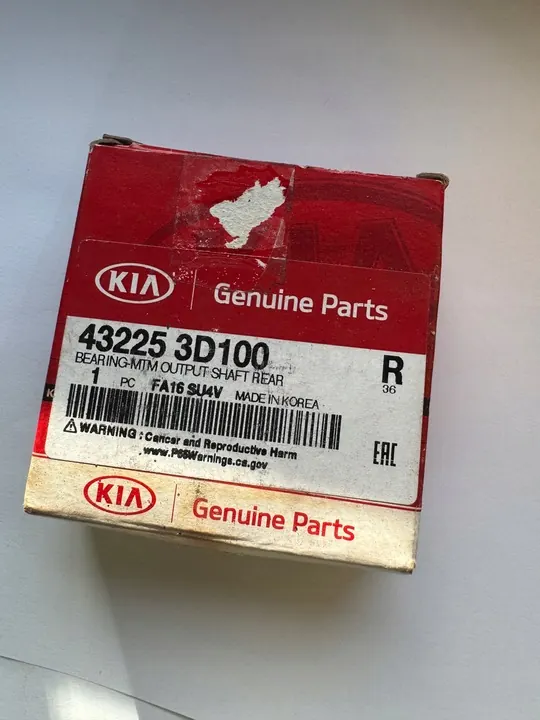 KIA Genuine Parts
43225 3D100 R
BEARING-MTM OUTPUT SHAFT REAR 36
1 PC FA16 SU4V MADE IN KOREA
⚠ WARNING : Cancer and Reproductive Harm
www.P65Warnings.ca.gov EAC
KIA Genuine Parts